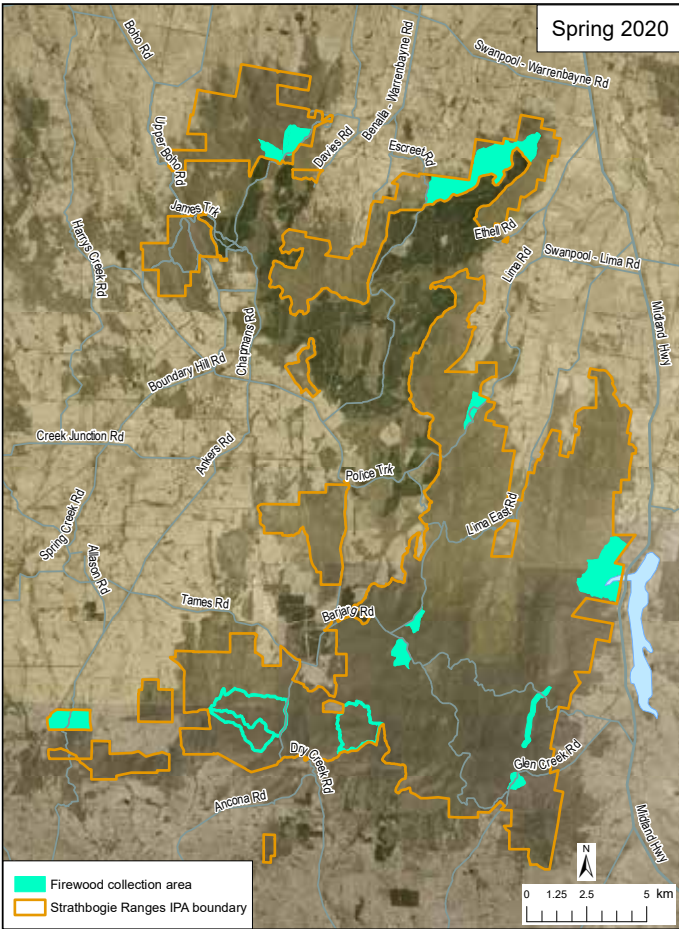 Spring 2020
Boho Rd
Swanpool - Warrenbayne Rd
Benalla - Warrenbayne Rd
Upper Boho Rd
Davies Rd
Escreet Rd
James Trk
Harrys Creek Rd
Ethell Rd
Lima Rd
Swanpool - Lima Rd
Midland Hwy
Chapmans Rd
Boundary Hill Rd
Creek Junction Rd
Ankers Rd
Police Trk
Lima East Rd
Spring Creek Rd
Allason Rd
Tames Rd
Barjarg Rd
Dry Creek Rd
Glen Creek Rd
Ancona Rd
Midland Hwy
N
Firewood collection area
Strathbogie Ranges IPA boundary
0 1.25 2.5 5 km